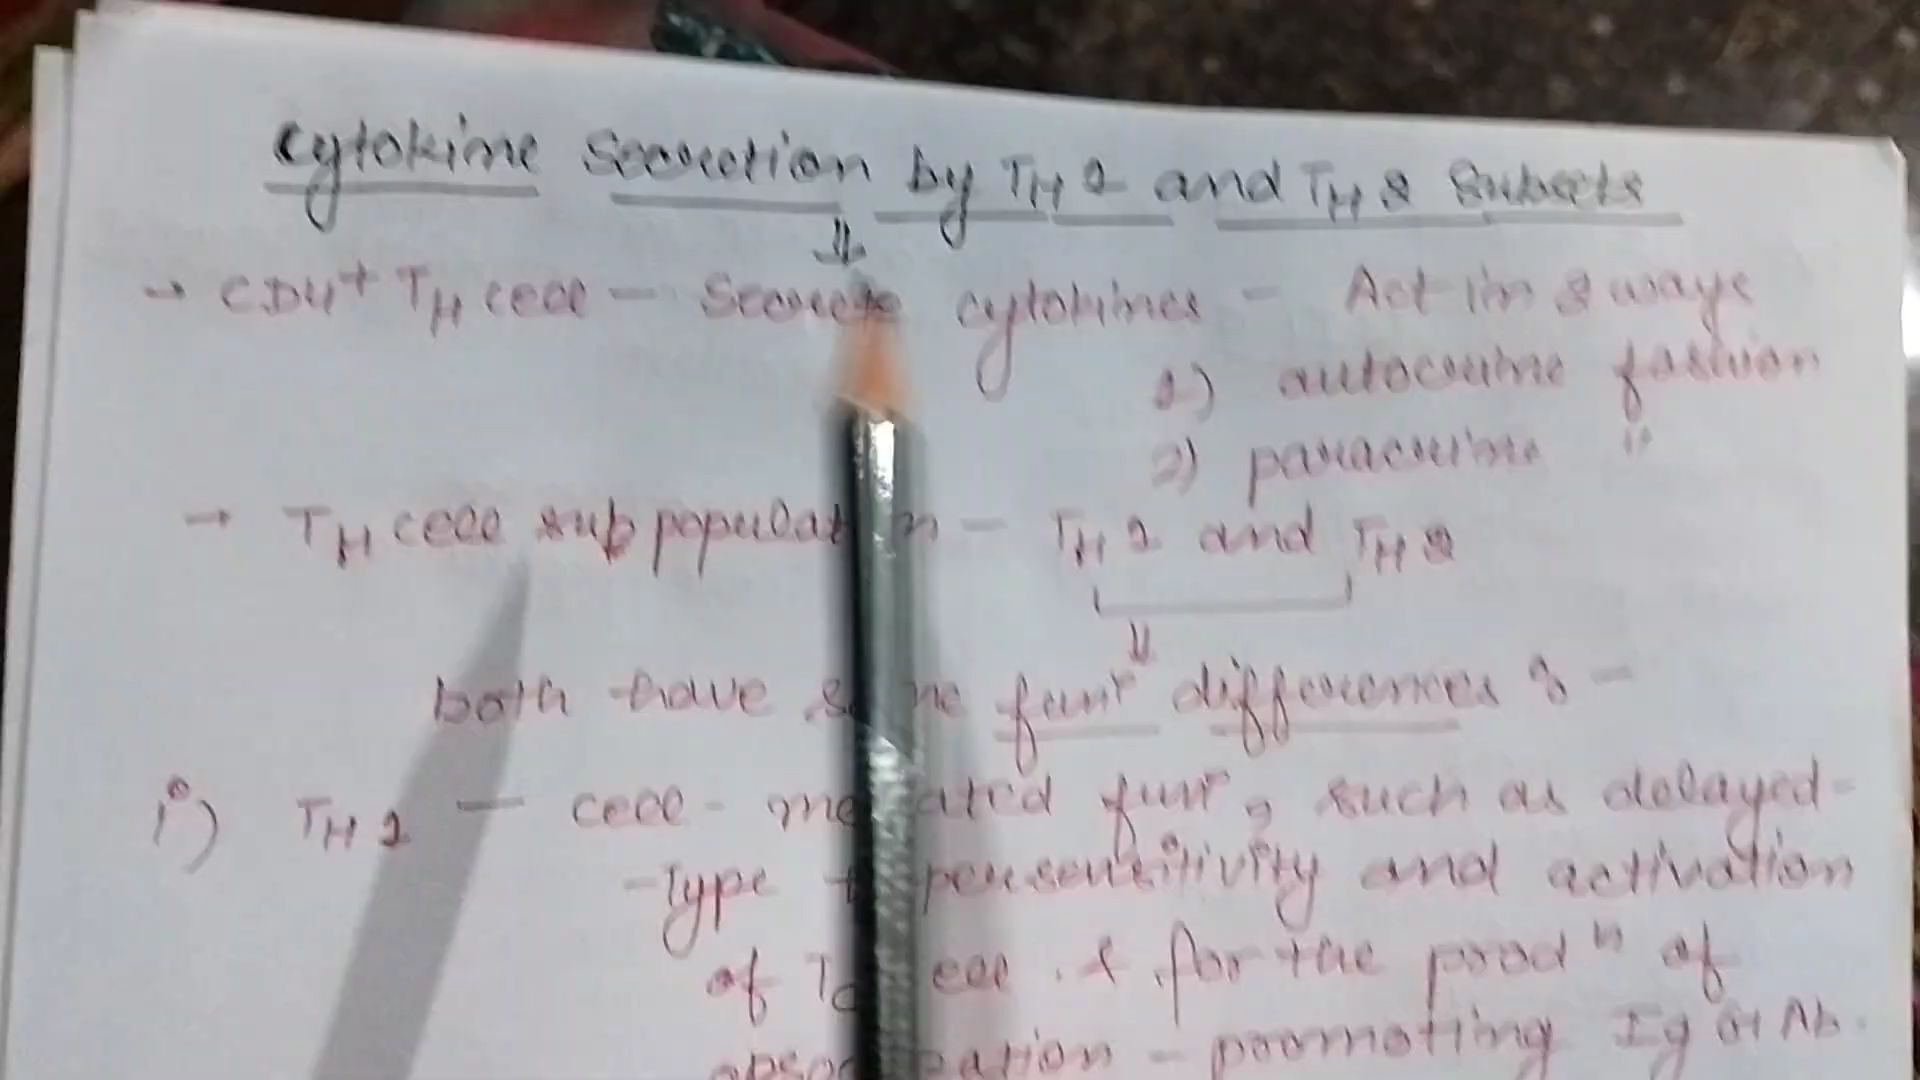 Cytokine Secretion by TH1 and TH2 Subsets
→ CD4+ TH cell - Secrete cytokines - Act in 2 ways
1) autocrine fashion
2) paracrine "
→ TH cell subpopulation - TH1 and TH2
both have some funⁿ differences :-
i) TH1 - cell-mediated funⁿ, such as delayed-
-Type hypersensitivity and activation
of TC cell. & for the prodⁿ of
opsonization - promoting Ig or Ab.